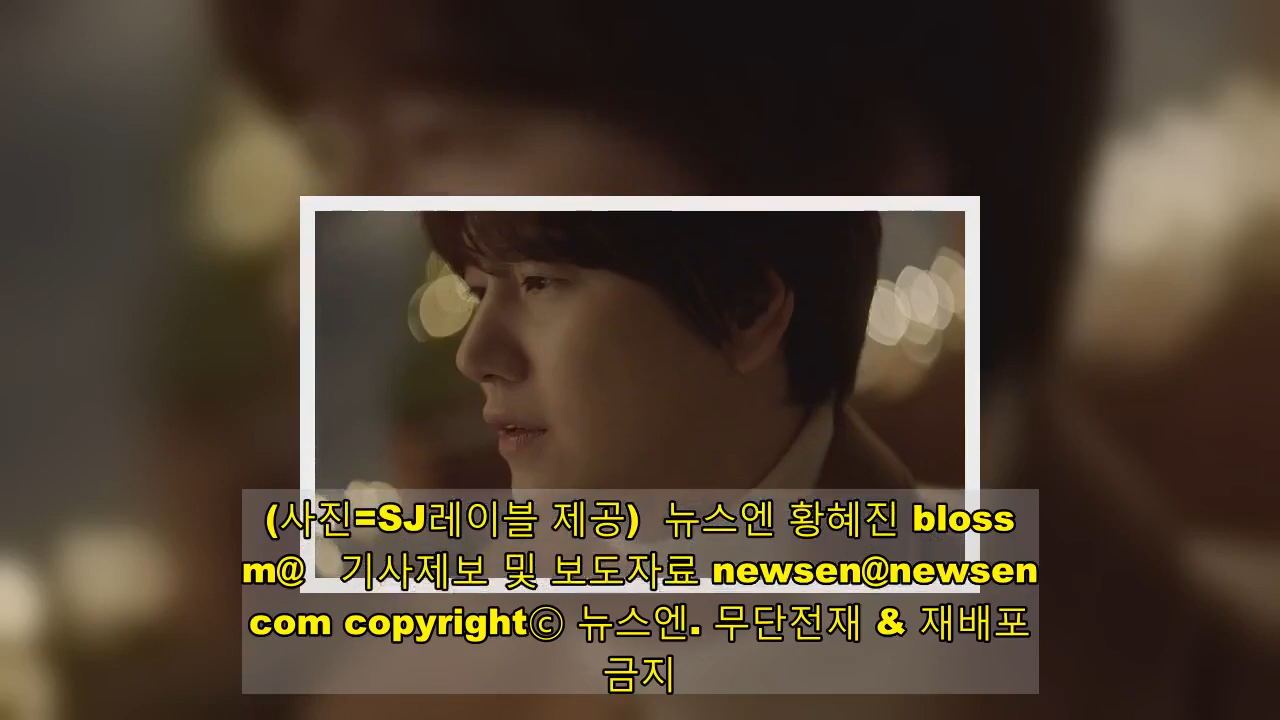 (사진=SJ레이블 제공)  뉴스엔 황혜진 bloss
m@   기사제보 및 보도자료 newsen@newsen
com copyright© 뉴스엔. 무단전재 & 재배포
금지